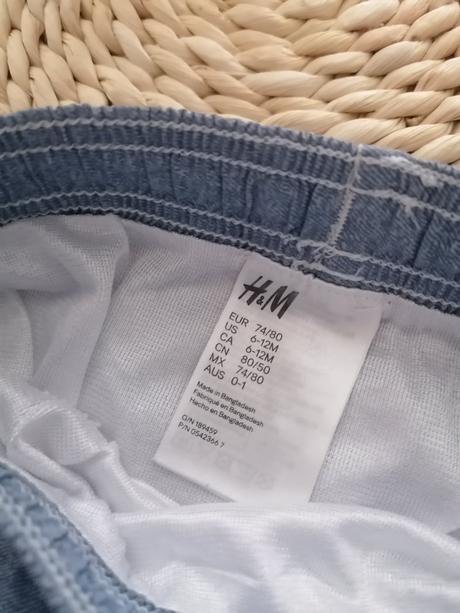 H&M
EUR 74/80
US 6-12M
CA 6-12M
CN 80/50
MX 74/80
AUS 0-1
Made in Bangladesh
Fabriqué en Bangladesh
Hecho en Bangladesh
O/N 189459
P/N 0542366 7